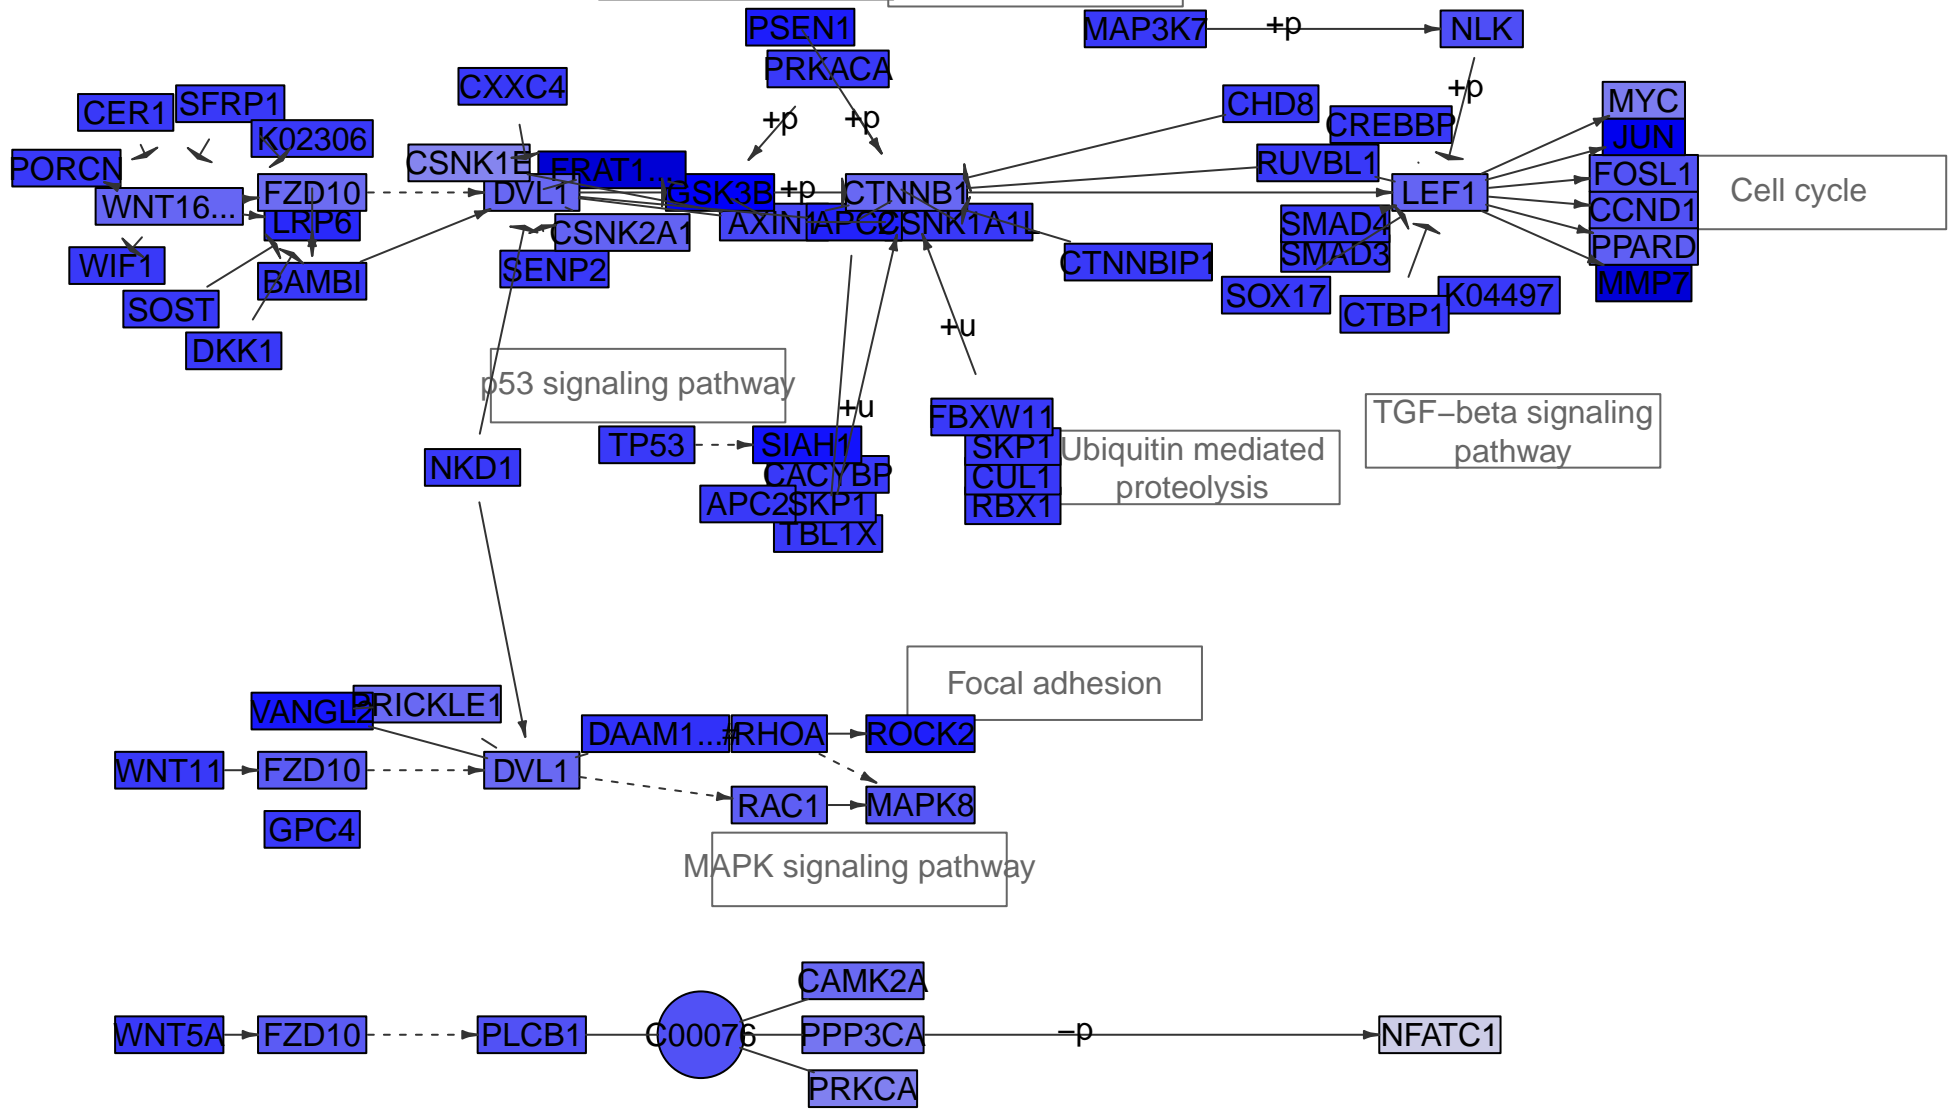 PSEN1
MAP3K7
+p
NLK
PRKACA
CXXC4
CER1
SFRP1
K02306
+p
+p
CHD8
+p
CREBBP
MYC
JUN
PORCN
CSNK1E
FRAT1...
RUVBL1
FOSL1
Cell cycle
WNT16...
FZD10
DVL1
GSK3B
+p
CTNNB1
LEF1
CCND1
LRP6
AXIN1
APC2
CSNK1A1L
SMAD4
PPARD
CSNK2A1
SMAD3
WIF1
BAMBI
SENP2
CTNNBIP1
MMP7
SOST
SOX17
K04497
CTBP1
DKK1
+u
p53 signaling pathway
+u
FBXW11
TGF−beta signaling
pathway
TP53
SIAH1
SKP1
Ubiquitin mediated
proteolysis
NKD1
CACYBP
CUL1
APC2
SKP1
RBX1
TBL1X
Focal adhesion
VANGL2
PRICKLE1
DAAM1...
RHOA
ROCK2
WNT11
FZD10
DVL1
RAC1
MAPK8
GPC4
MAPK signaling pathway
CAMK2A
WNT5A
FZD10
PLCB1
C00076
PPP3CA
−p
NFATC1
PRKCA